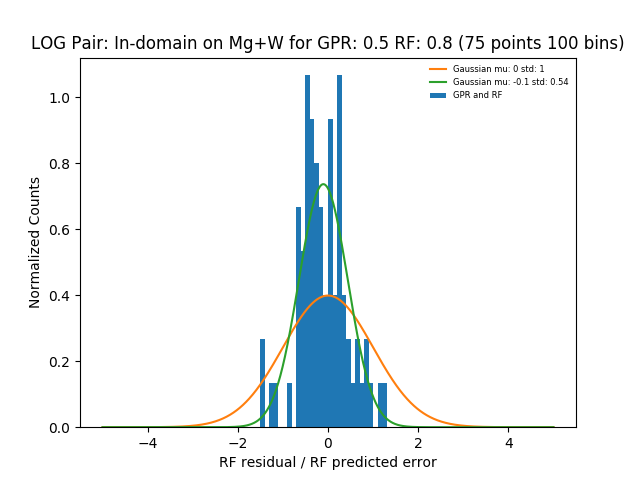 LOG Pair: In-domain on Mg+W for GPR: 0.5 RF: 0.8 (75 points 100 bins)
Gaussian mu: 0 std: 1
Gaussian mu: -0.1 std: 0.54
GPR and RF
Normalized Counts
1.0
0.8
0.6
0.4
0.2
0.0
−4
−2
0
2
4
RF residual / RF predicted error